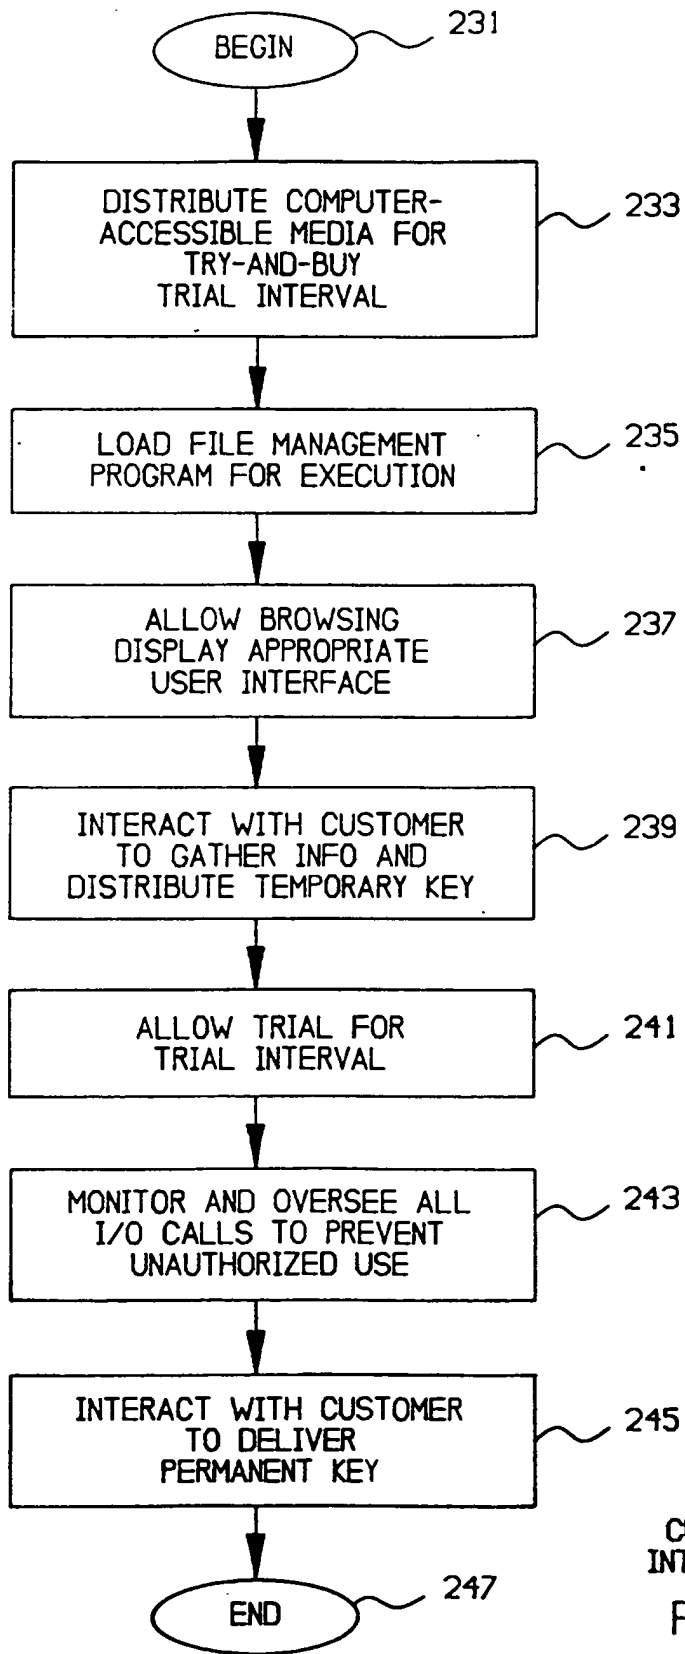 BEGIN
231
DISTRIBUTE COMPUTER-
ACCESSIBLE MEDIA FOR
TRY-AND-BUY
TRIAL INTERVAL
233
LOAD FILE MANAGEMENT
PROGRAM FOR EXECUTION
235
ALLOW BROWSING
DISPLAY APPROPRIATE
USER INTERFACE
237
INTERACT WITH CUSTOMER
TO GATHER INFO AND
DISTRIBUTE TEMPORARY KEY
239
ALLOW TRIAL FOR
TRIAL INTERVAL
241
MONITOR AND OVERSEE ALL
I/O CALLS TO PREVENT
UNAUTHORIZED USE
243
INTERACT WITH CUSTOMER
TO DELIVER
PERMANENT KEY
245
END
247